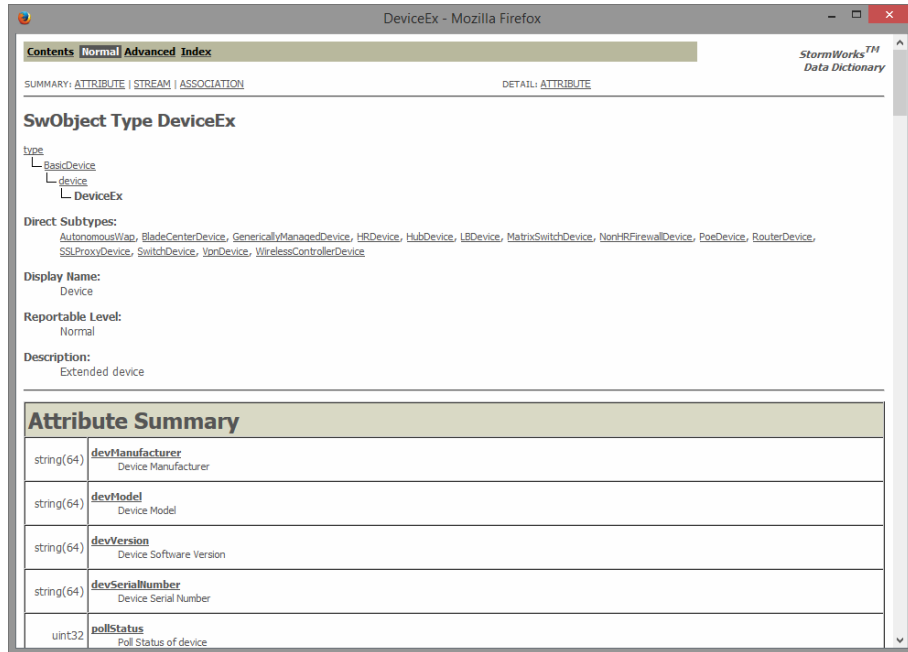 DeviceEx - Mozilla Firefox
Contents Normal Advanced Index
StormWorks™
Data Dictionary
SUMMARY: ATTRIBUTE | STREAM | ASSOCIATION DETAIL: ATTRIBUTE
SwObject Type DeviceEx
type
BasicDevice
device
DeviceEx
Direct Subtypes:
AutonomousWap, BladeCenterDevice, GenericallyManagedDevice, HRDevice, HubDevice, LBDevice, MatrixSwitchDevice, NonHRFirewallDevice, PoeDevice, RouterDevice,
SSLProxyDevice, SwitchDevice, VpnDevice, WirelessControllerDevice
Display Name:
Device
Reportable Level:
Normal
Description:
Extended device
Attribute Summary
string(64) devManufacturer
Device Manufacturer
string(64) devModel
Device Model
string(64) devVersion
Device Software Version
string(64) devSerialNumber
Device Serial Number
uint32 pollStatus
Poll Status of device